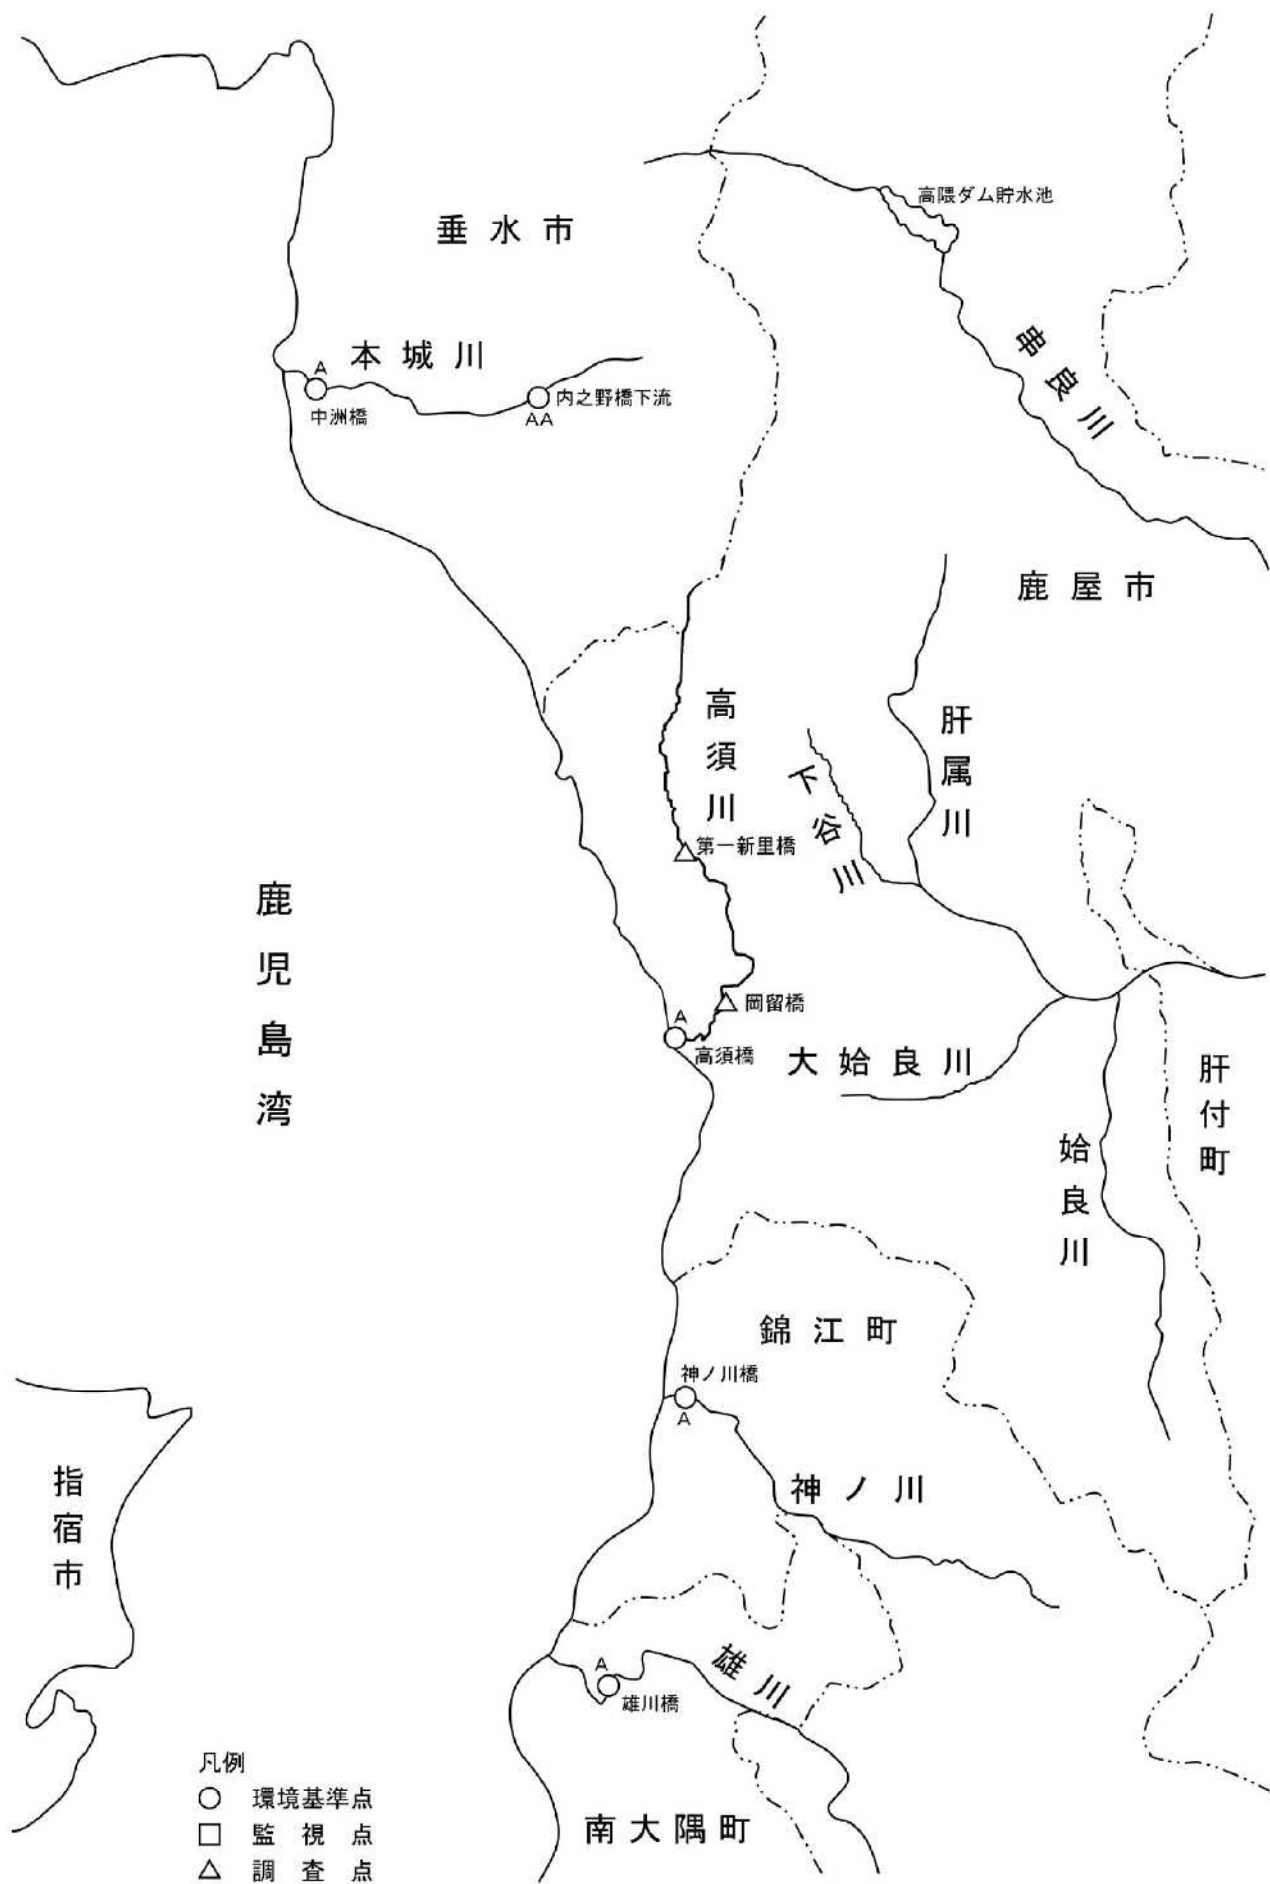 高隈ダム貯水池
垂水市
串良川
本城川
A
中洲橋
内之野橋下流
AA
鹿屋市
高須川
肝属川
下谷川
第一新里橋
鹿児島湾
岡留橋
A
高須橋
大姶良川
肝付町
姶良川
錦江町
神ノ川橋
A
神ノ川
指宿市
雄川
A
雄川橋
南大隅町
凡例
○ 環境基準点
□ 監視点
△ 調査点